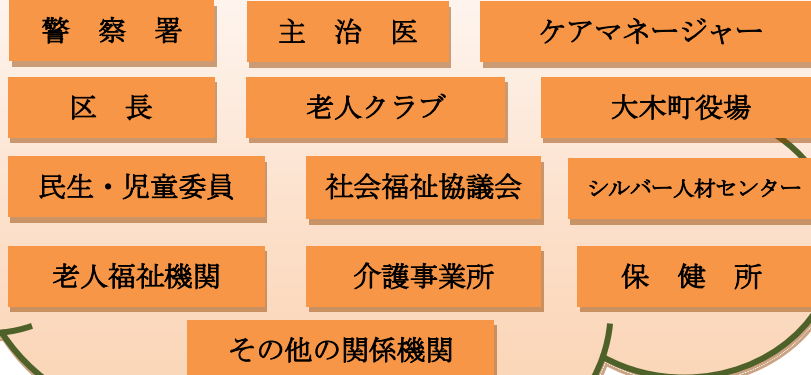 警　察　署
主　治　医
ケアマネージャー
区　長
老人クラブ
大木町役場
民生・児童委員
社会福祉協議会
シルバー人材センター
老人福祉機関
介護事業所
保　健　所
その他の関係機関